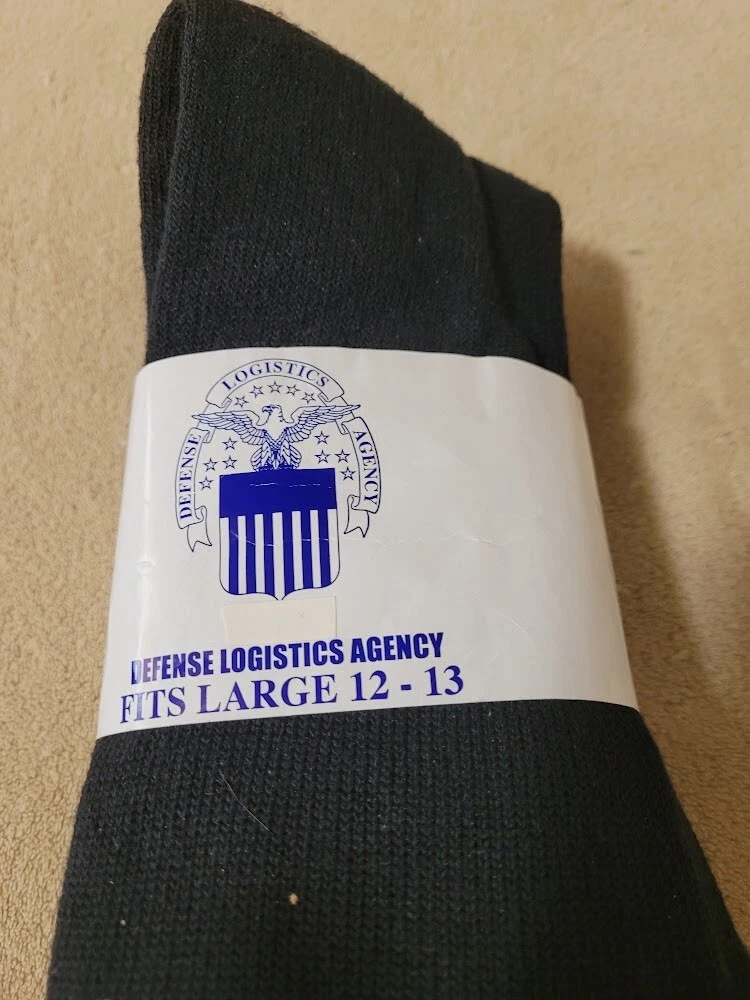 DEFENSE LOGISTICS AGENCY
DEFENSE LOGISTICS AGENCY
FITS LARGE 12 - 13